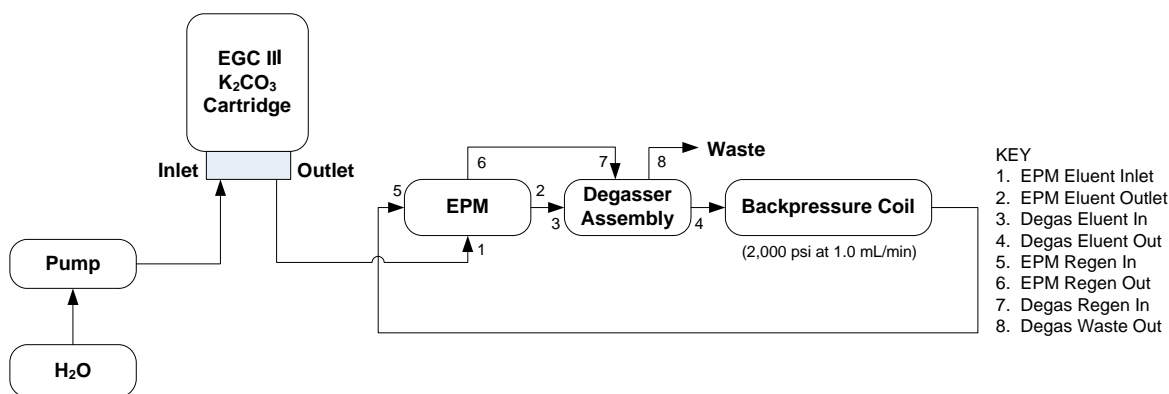 EGC III
K₂CO₃
Cartridge
Inlet
Outlet
6
7
8
Waste
5
EPM
2
3
Degasser
Assembly
4
Backpressure Coil
1
(2,000 psi at 1.0 mL/min)
Pump
H₂O
KEY
1. EPM Eluent Inlet
2. EPM Eluent Outlet
3. Degas Eluent In
4. Degas Eluent Out
5. EPM Regen In
6. EPM Regen Out
7. Degas Regen In
8. Degas Waste Out